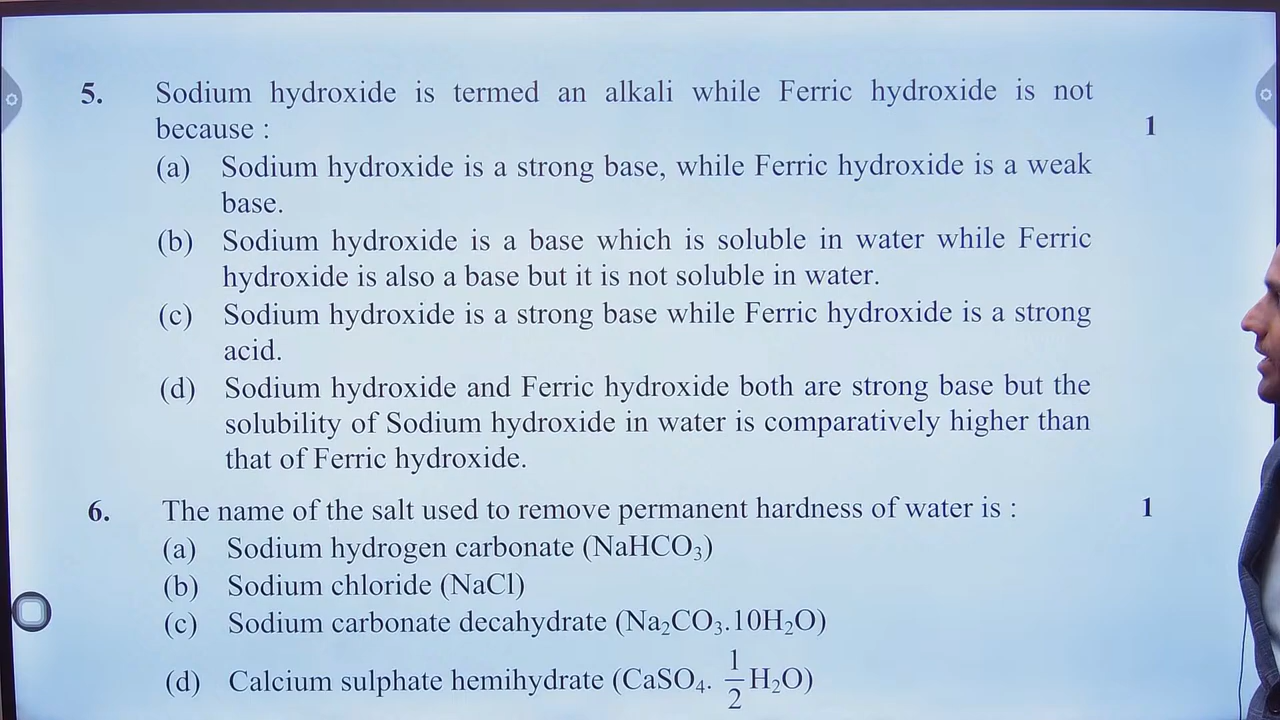 5. Sodium hydroxide is termed an alkali while Ferric hydroxide is not
because : 1
(a) Sodium hydroxide is a strong base, while Ferric hydroxide is a weak
base.
(b) Sodium hydroxide is a base which is soluble in water while Ferric
hydroxide is also a base but it is not soluble in water.
(c) Sodium hydroxide is a strong base while Ferric hydroxide is a strong
acid.
(d) Sodium hydroxide and Ferric hydroxide both are strong base but the
solubility of Sodium hydroxide in water is comparatively higher than
that of Ferric hydroxide.
6. The name of the salt used to remove permanent hardness of water is : 1
(a) Sodium hydrogen carbonate (NaHCO₃)
(b) Sodium chloride (NaCl)
(c) Sodium carbonate decahydrate (Na₂CO₃.10H₂O)
(d) Calcium sulphate hemihydrate (CaSO₄. 1/2 H₂O)